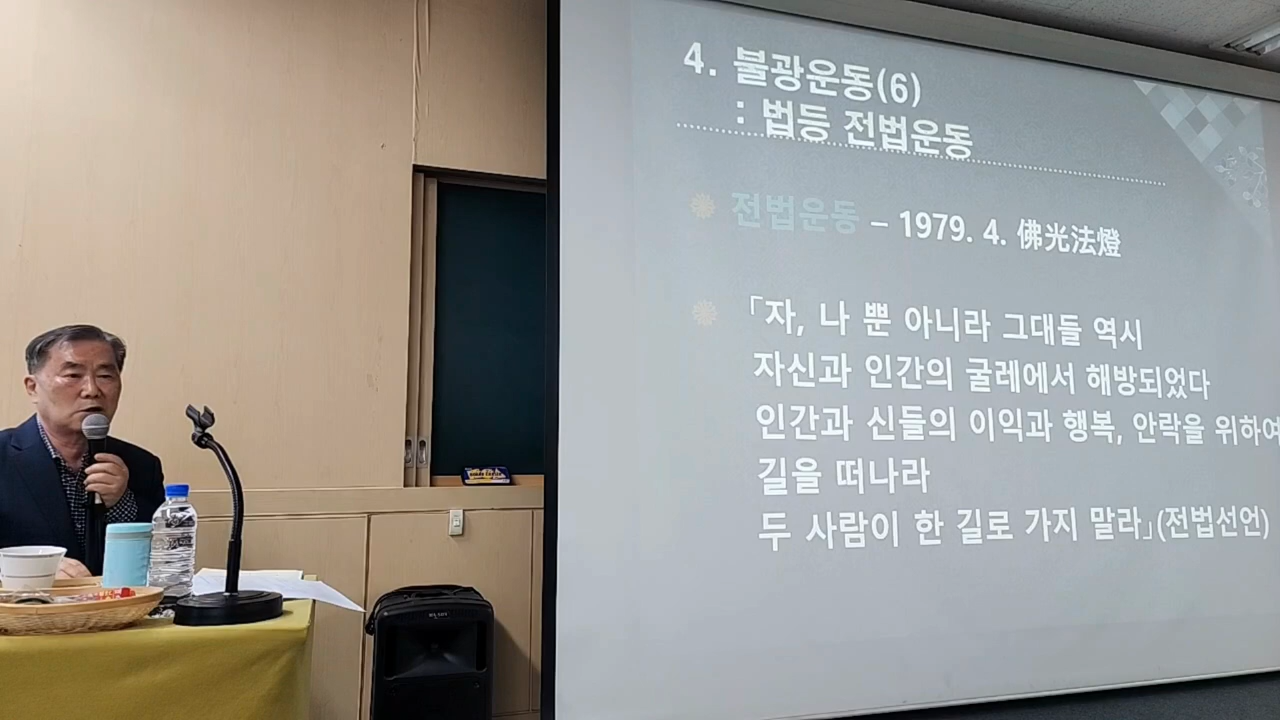 4. 불광운동(6)
: 법등 전법운동
전법운동 – 1979. 4. 佛光法燈
「자, 나 뿐 아니라 그대들 역시
자신과 인간의 굴레에서 해방되었다
인간과 신들의 이익과 행복, 안락을 위하여
길을 떠나라
두 사람이 한 길로 가지 말라」(전법선언)